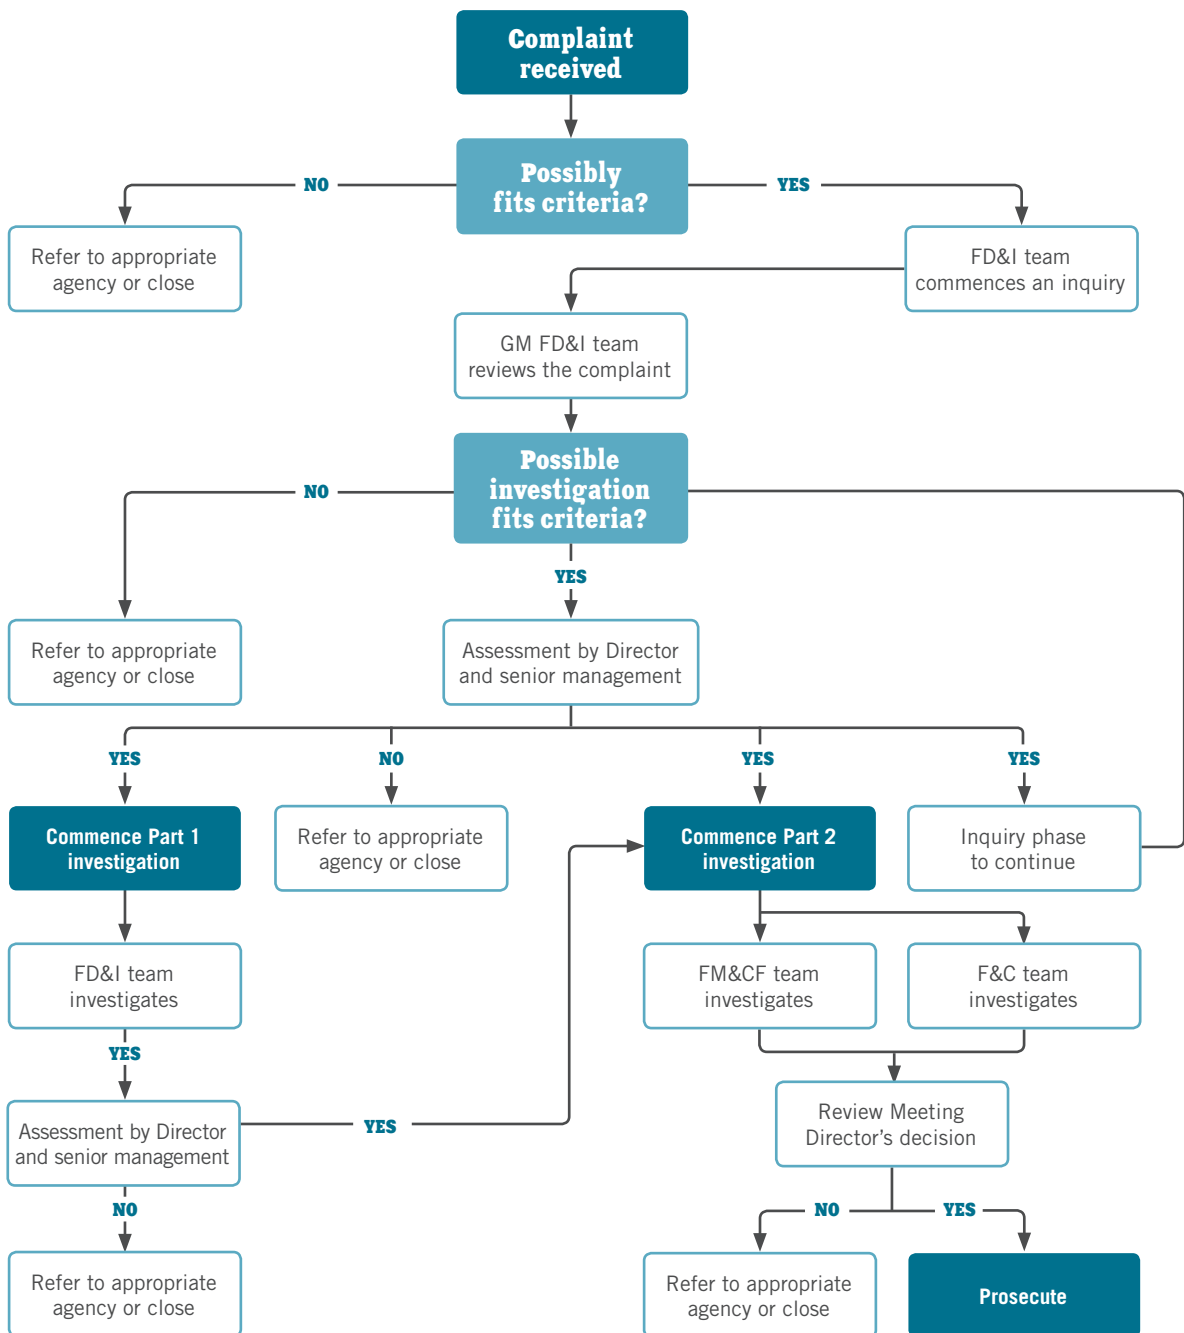 Complaint
received
Possibly
fits criteria?
NO
YES
Refer to appropriate
agency or close
FD&I team
commences an inquiry
GM FD&I team
reviews the complaint
Possible
investigation
fits criteria?
NO
YES
Refer to appropriate
agency or close
Assessment by Director
and senior management
YES
NO
YES
YES
Commence Part 1
investigation
Refer to appropriate
agency or close
Commence Part 2
investigation
Inquiry phase
to continue
FD&I team
investigates
FM&CF team
investigates
F&C team
investigates
YES
Assessment by Director
and senior management
YES
Review Meeting
Director's decision
NO
NO
YES
Refer to appropriate
agency or close
Refer to appropriate
agency or close
Prosecute